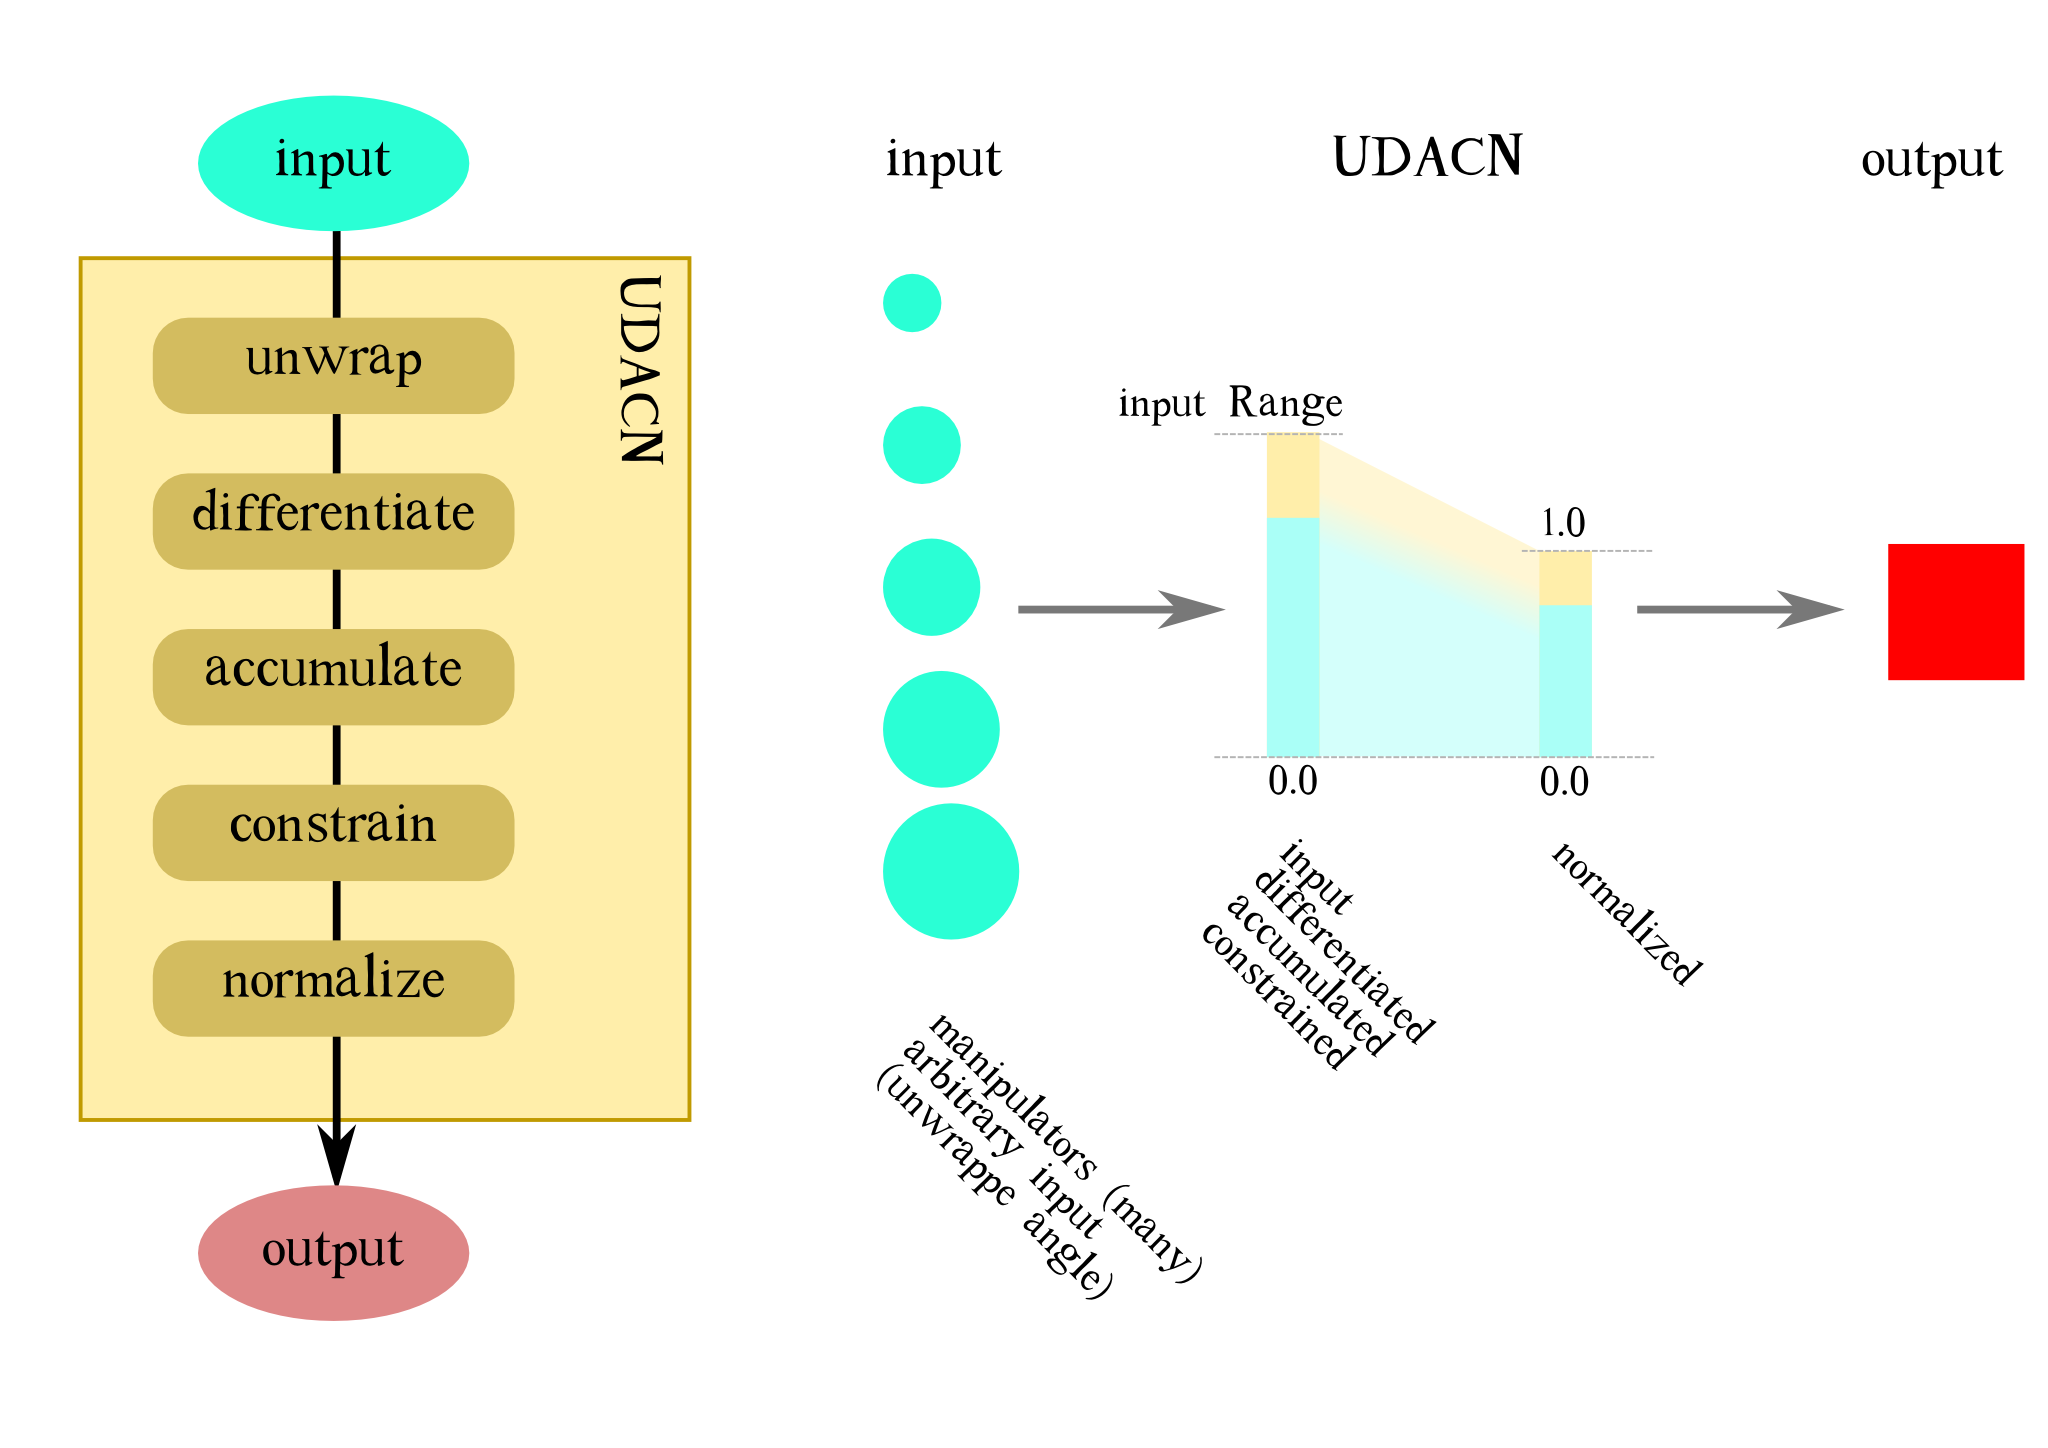 input
UDACN
unwrap
differentiate
accumulate
constrain
normalize
output
input
UDACN
output
input Range
1.0
0.0
0.0
input
differentiated
accumulated
constrained
normalized
manipulators (many)
arbitrary input
(unwrappe angle)